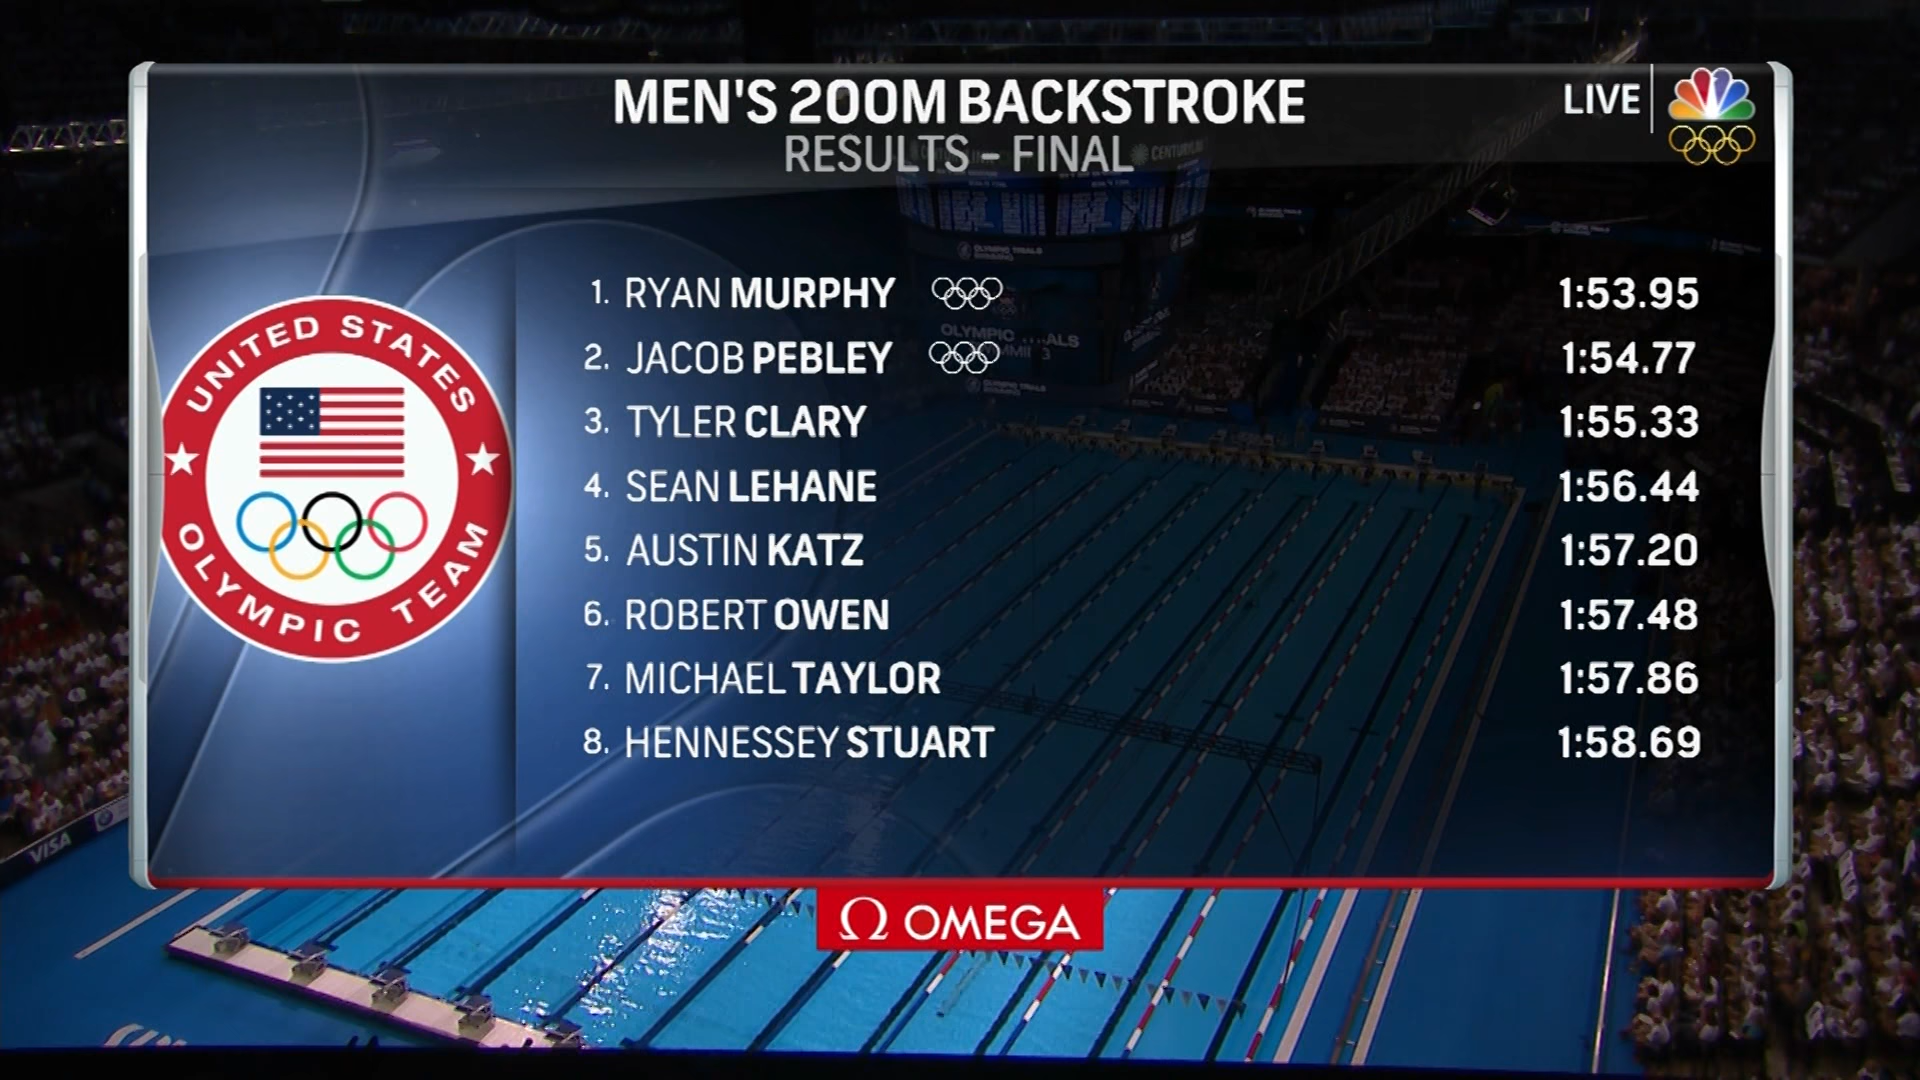 MEN'S 200M BACKSTROKE
RESULTS - FINAL
LIVE
UNITED STATES
OLYMPIC TEAM
1. RYAN MURPHY 1:53.95
2. JACOB PEBLEY 1:54.77
3. TYLER CLARY 1:55.33
4. SEAN LEHANE 1:56.44
5. AUSTIN KATZ 1:57.20
6. ROBERT OWEN 1:57.48
7. MICHAEL TAYLOR 1:57.86
8. HENNESSEY STUART 1:58.69
Ω OMEGA
VISA